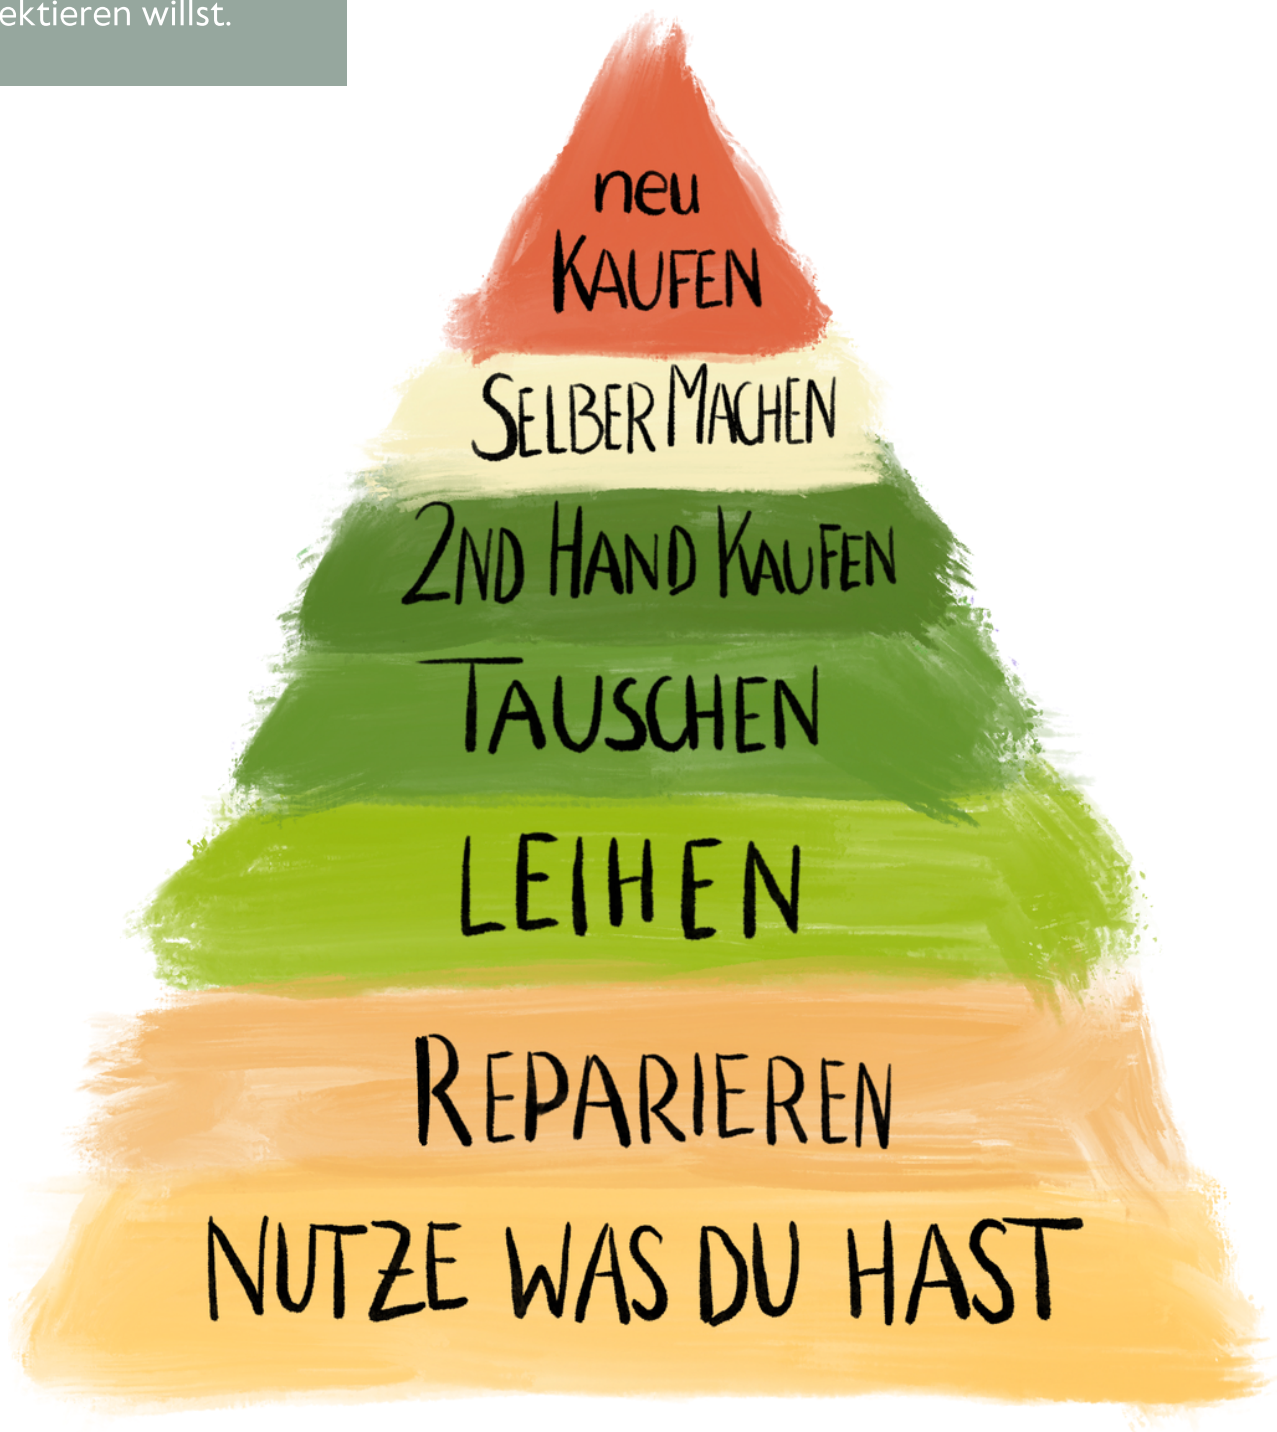 ektieren willst.
neu
KAUFEN
SELBER MACHEN
2ND HAND KAUFEN
TAUSCHEN
LEIHEN
REPARIEREN
NUTZE WAS DU HAST